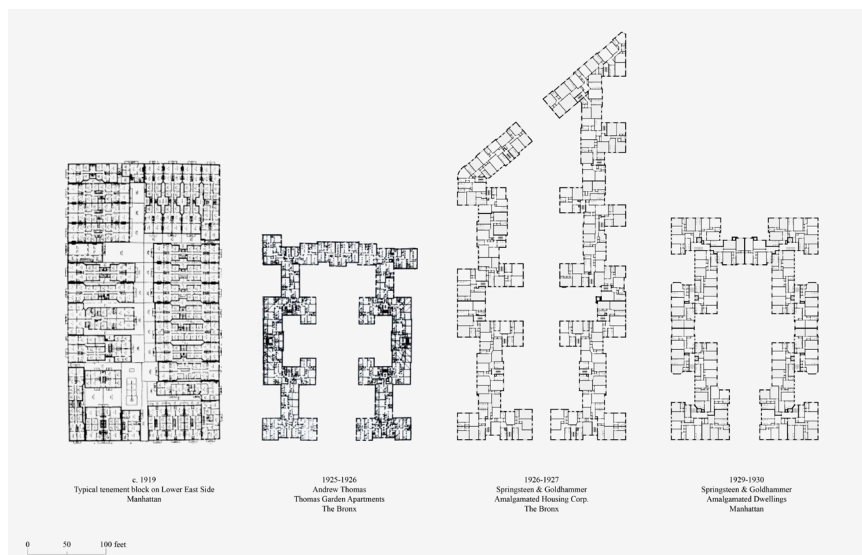 c. 1919
Typical tenement block on Lower East Side
Manhattan
1925-1926
Andrew Thomas
Thomas Garden Apartments
The Bronx
1926-1927
Springsteen & Goldhammer
Amalgamated Housing Corp.
The Bronx
1929-1930
Springsteen & Goldhammer
Amalgamated Dwellings
Manhattan
0 50 100 feet